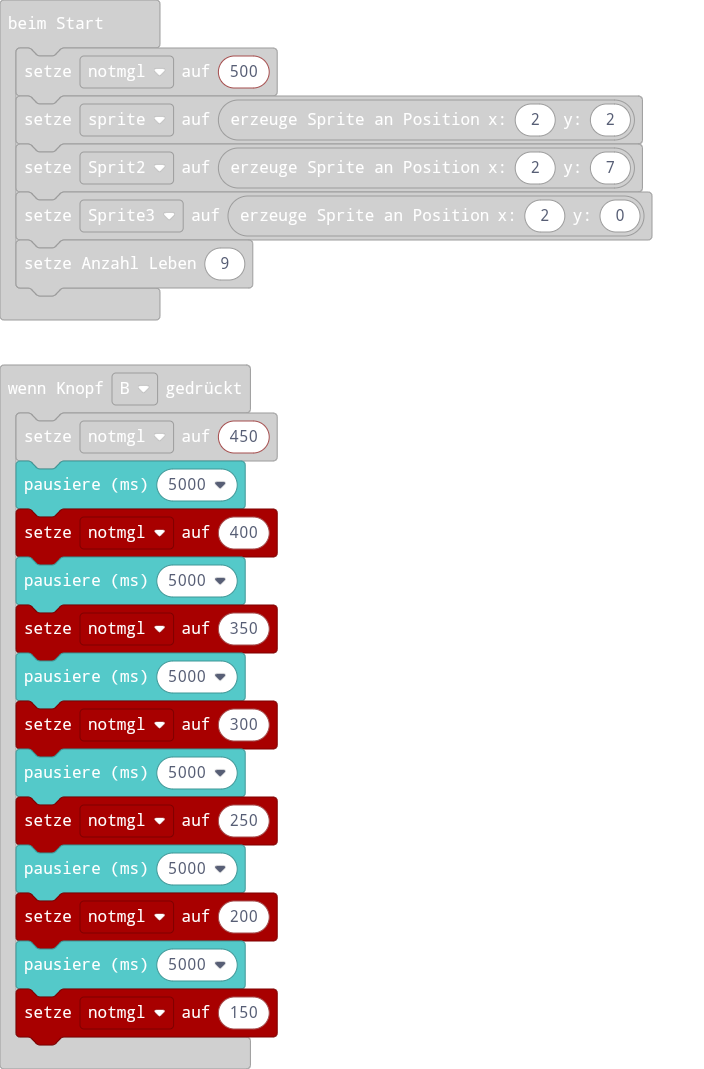 beim Start
setze notmgl auf 500
setze sprite auf erzeuge Sprite an Position x: 2 y: 2
setze Sprit2 auf erzeuge Sprite an Position x: 2 y: 7
setze Sprite3 auf erzeuge Sprite an Position x: 2 y: 0
setze Anzahl Leben 9
wenn Knopf B gedrückt
setze notmgl auf 450
pausiere (ms) 5000
setze notmgl auf 400
pausiere (ms) 5000
setze notmgl auf 350
pausiere (ms) 5000
setze notmgl auf 300
pausiere (ms) 5000
setze notmgl auf 250
pausiere (ms) 5000
setze notmgl auf 200
pausiere (ms) 5000
setze notmgl auf 150